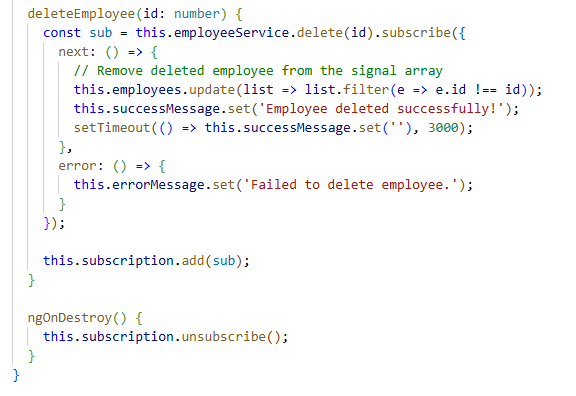 deleteEmployee(id: number) {
const sub = this.employeeService.delete(id).subscribe({
next: () => {
// Remove deleted employee from the signal array
this.employees.update(list => list.filter(e => e.id !== id));
this.successMessage.set('Employee deleted successfully!');
setTimeout(() => this.successMessage.set(''), 3000);
},
error: () => {
this.errorMessage.set('Failed to delete employee.');
}
});
this.subscription.add(sub);
}
ngOnDestroy() {
this.subscription.unsubscribe();
}
}